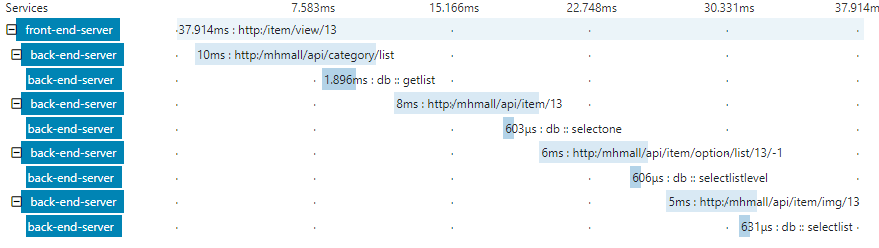 Services 7.583ms 15.166ms 22.748ms 30.331ms 37.914m
front-end-server 37.914ms : http:/item/view/13
back-end-server 10ms : http:/mhmall/api/category/list
back-end-server 1.896ms : db :: getlist
back-end-server 8ms : http:/mhmall/api/item/13
back-end-server 603µs : db :: selectone
back-end-server 6ms : http:/mhmall/api/item/option/list/13/-1
back-end-server 606µs : db :: selectlistlevel
back-end-server 5ms : http:/mhmall/api/item/img/13
back-end-server 631µs : db :: selectlist